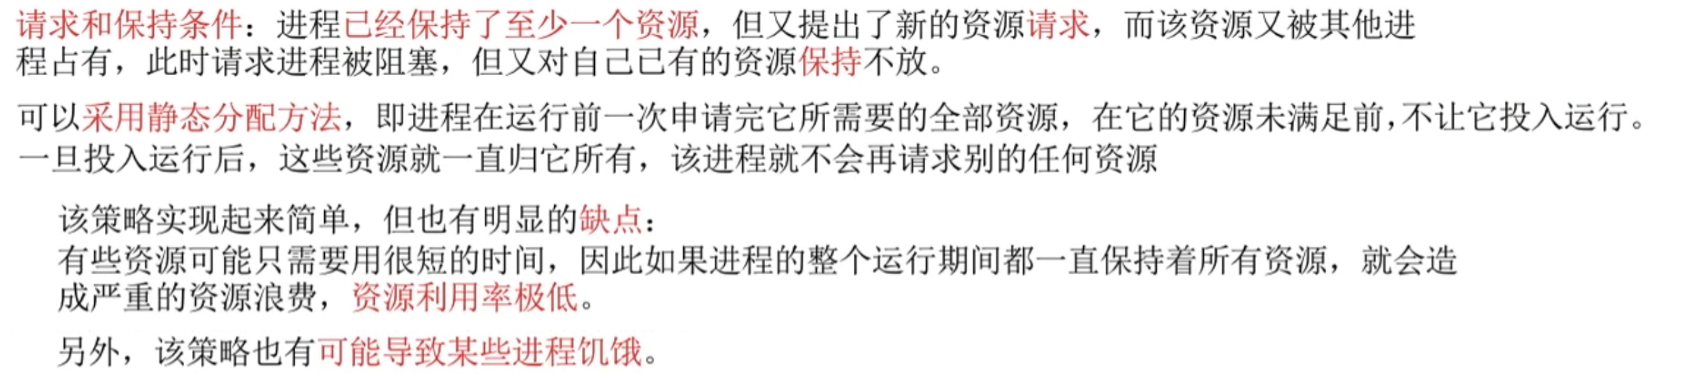 请求和保持条件：进程已经保持了至少一个资源，但又提出了新的资源请求，而该资源又被其他进
程占有，此时请求进程被阻塞，但又对自己已有的资源保持不放。
可以采用静态分配方法，即进程在运行前一次申请完它所需要的全部资源，在它的资源未满足前，不让它投入运行。
一旦投入运行后，这些资源就一直归它所有，该进程就不会再请求别的任何资源
该策略实现起来简单，但也有明显的缺点：
有些资源可能只需要用很短的时间，因此如果进程的整个运行期间都一直保持着所有资源，就会造
成严重的资源浪费，资源利用率极低。
另外，该策略也有可能导致某些进程饥饿。